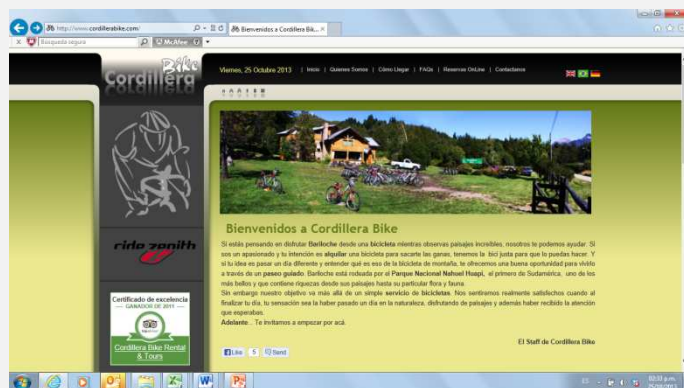 http://www.cordillerabike.com/
Bienvenidos a Cordillera Bik...
x Búsqueda segura McAfee
Cordillera Bike
Viernes, 25 Octubre 2013 | Inicio | Quienes Somos | Cómo Llegar | FAQs | Reservas OnLine | Contactenos
Bienvenidos a Cordillera Bike
Si estás pensando en disfrutar Bariloche desde una bicicleta mientras observas paisajes increíbles, nosotros te podemos ayudar. Si
sos un apasionado y tu intención es alquilar una bicicleta para sacarte las ganas, tenemos la bici justa para que lo puedas hacer. Y
si tu idea es pasar un día diferente y entender qué es eso de la bicicleta de montaña, te ofrecemos una buena oportunidad para vivirlo
a través de un paseo guiado. Bariloche está rodeada por el Parque Nacional Nahuel Huapi, el primero de Sudamérica, uno de los
más bellos y que contiene riquezas desde sus paisajes hasta su particular flora y fauna.
Sin embargo nuestro objetivo va más allá de un simple servicio de bicicletas. Nos sentiremos realmente satisfechos cuando al
finalizar tu día, tu sensación sea la haber pasado un día en la naturaleza, disfrutando de paisajes y además haber recibido la atención
que esperabas.
Adelante... Te invitamos a empezar por acá.
El Staff de Cordillera Bike
Like 5 Send
ride zenith
Certificado de excelencia
GANADOR DE 2011
Cordillera Bike Rental
& Tours
ES
03:03 p.m.
25/10/2013